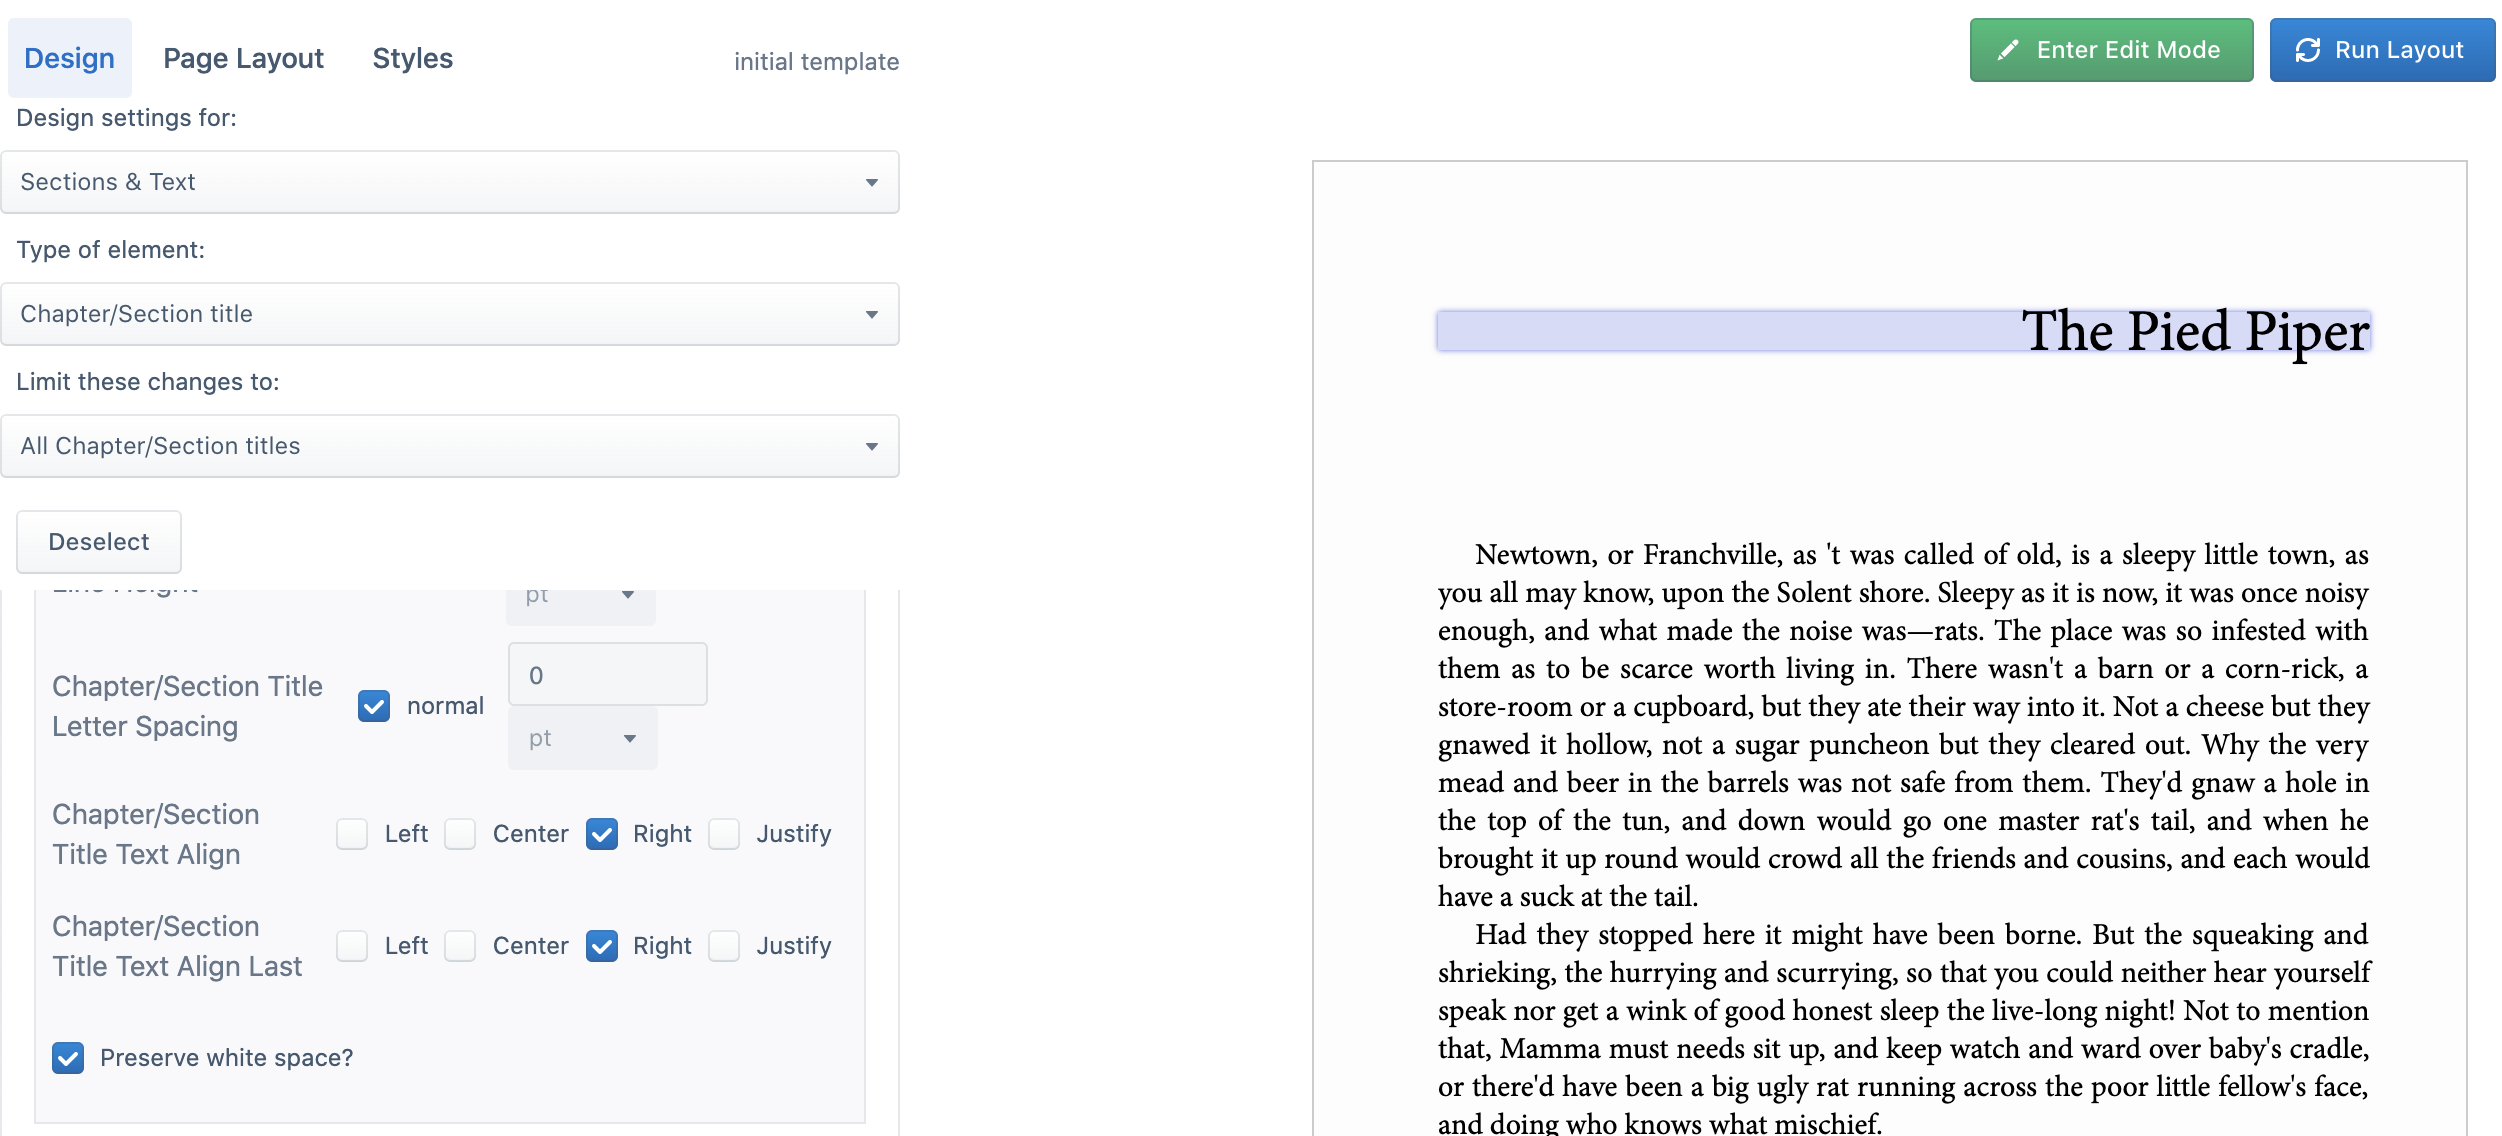 Design Page Layout Styles initial template Enter Edit Mode Run Layout
Design settings for:
Sections & Text
Type of element:
Chapter/Section title
Limit these changes to:
All Chapter/Section titles
Deselect
pt
Chapter/Section Title
Letter Spacing
normal
0
pt
Chapter/Section
Title Text Align
Left Center Right Justify
Chapter/Section
Title Text Align Last
Left Center Right Justify
Preserve white space?
The Pied Piper
Newtown, or Franchville, as 't was called of old, is a sleepy little town, as
you all may know, upon the Solent shore. Sleepy as it is now, it was once noisy
enough, and what made the noise was—rats. The place was so infested with
them as to be scarce worth living in. There wasn't a barn or a corn-rick, a
store-room or a cupboard, but they ate their way into it. Not a cheese but they
gnawed it hollow, not a sugar puncheon but they cleared out. Why the very
mead and beer in the barrels was not safe from them. They'd gnaw a hole in
the top of the tun, and down would go one master rat's tail, and when he
brought it up round would crowd all the friends and cousins, and each would
have a suck at the tail.
Had they stopped here it might have been borne. But the squeaking and
shrieking, the hurrying and scurrying, so that you could neither hear yourself
speak nor get a wink of good honest sleep the live-long night! Not to mention
that, Mamma must needs sit up, and keep watch and ward over baby's cradle,
or there'd have been a big ugly rat running across the poor little fellow's face,
and doing who knows what mischief.